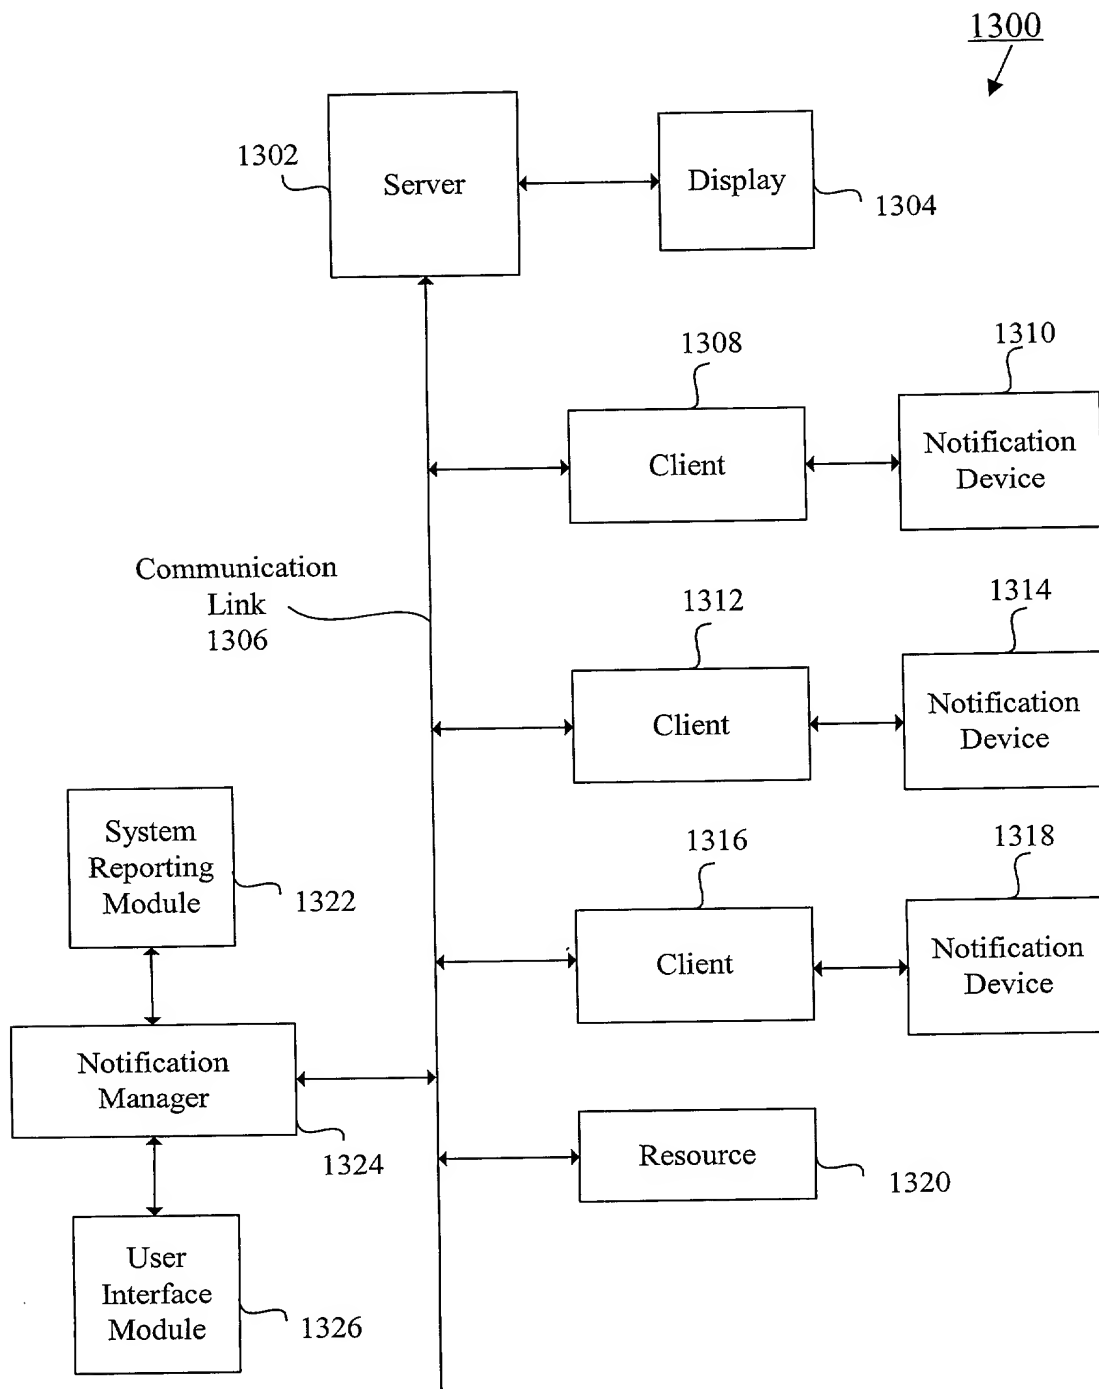 1300
1302
Server
Display
1304
1308
1310
Client
Notification
Device
Communication
Link
1306
1312
1314
Client
Notification
Device
System
Reporting
Module
1322
1316
1318
Client
Notification
Device
Notification
Manager
1324
Resource
1320
User
Interface
Module
1326